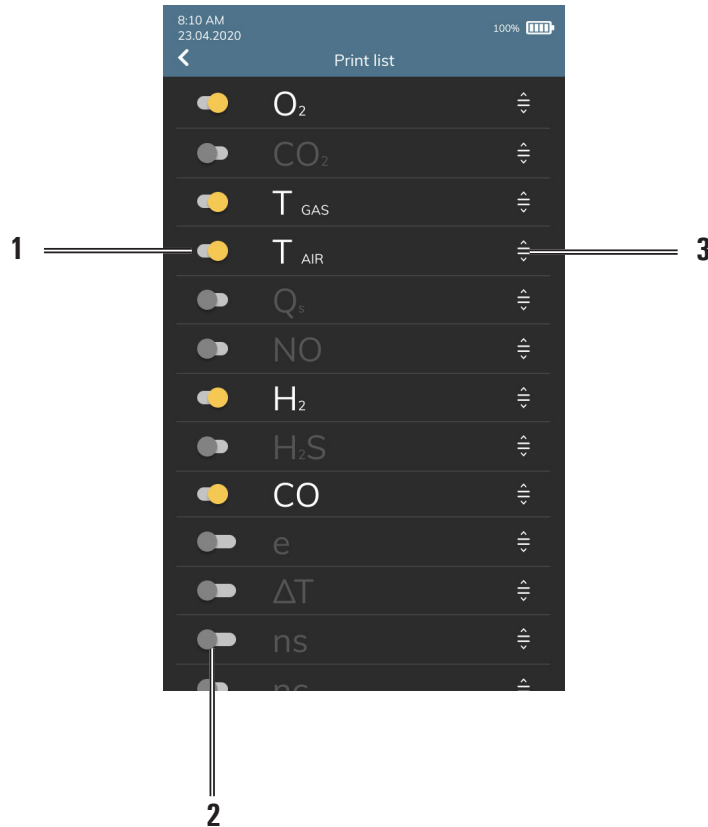 8:10 AM
100%
23.04.2020
Print list
O₂
CO₂
T GAS
1
T AIR
3
Qₛ
NO
H₂
H₂S
CO
e
ΔT
ns
2